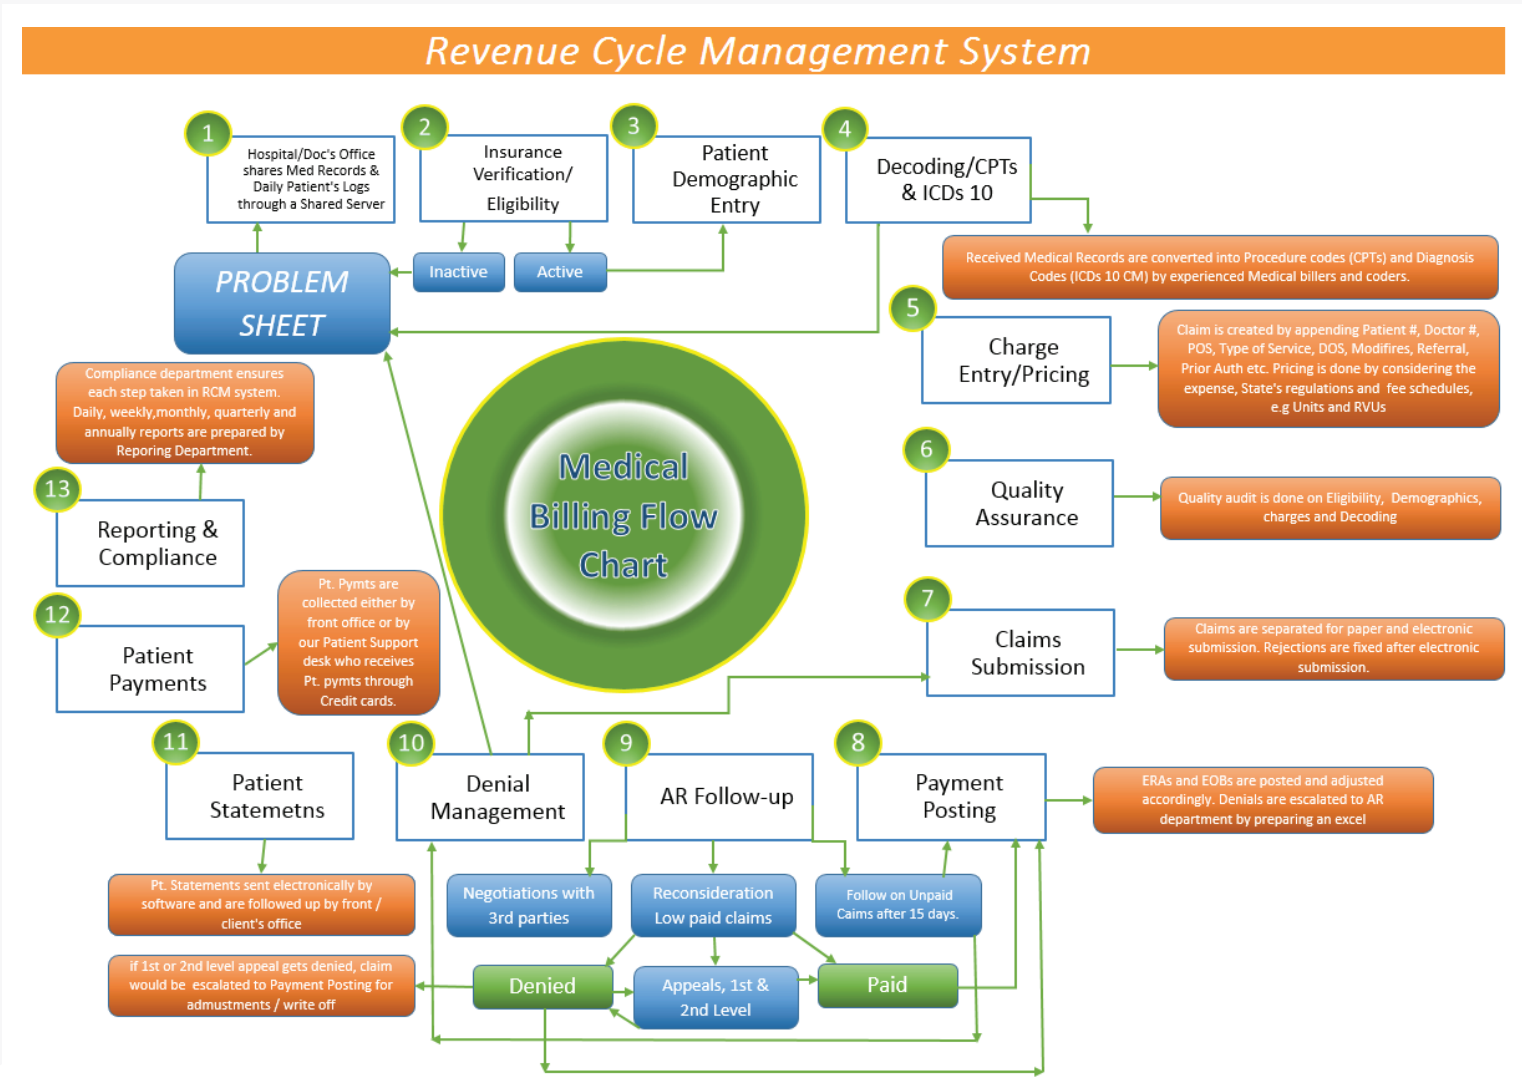 Revenue Cycle Management System
1
Hospital/Doc's Office
shares Med Records &
Daily Patient's Logs
through a Shared Server
2
Insurance
Verification/
Eligibility
3
Patient
Demographic
Entry
4
Decoding/CPTs
& ICDs 10
Inactive
Active
PROBLEM
SHEET
Received Medical Records are converted into Procedure codes (CPTs) and Diagnosis
Codes (ICDs 10 CM) by experienced Medical billers and coders.
5
Charge
Entry/Pricing
Claim is created by appending Patient #, Doctor #,
POS, Type of Service, DOS, Modifires, Referral,
Prior Auth etc. Pricing is done by considering the
expense, State's regulations and fee schedules,
e.g Units and RVUs
Compliance department ensures
each step taken in RCM system.
Daily, weekly,monthly, quarterly and
annually reports are prepared by
Reporing Department.
Medical
Billing Flow
Chart
6
Quality
Assurance
Quality audit is done on Eligibility, Demographics,
charges and Decoding
13
Reporting &
Compliance
12
Patient
Payments
Pt. Pymts are
collected either by
front office or by
our Patient Support
desk who receives
Pt. pymts through
Credit cards.
7
Claims
Submission
Claims are separated for paper and electronic
submission. Rejections are fixed after electronic
submission.
11
Patient
Statemetns
10
Denial
Management
9
AR Follow-up
8
Payment
Posting
ERAs and EOBs are posted and adjusted
accordingly. Denials are escalated to AR
department by preparing an excel
Pt. Statements sent electronically by
software and are followed up by front /
client's office
Negotiations with
3rd parties
Reconsideration
Low paid claims
Follow on Unpaid
Caims after 15 days.
if 1st or 2nd level appeal gets denied, claim
would be escalated to Payment Posting for
admustments / write off
Denied
Appeals, 1st &
2nd Level
Paid